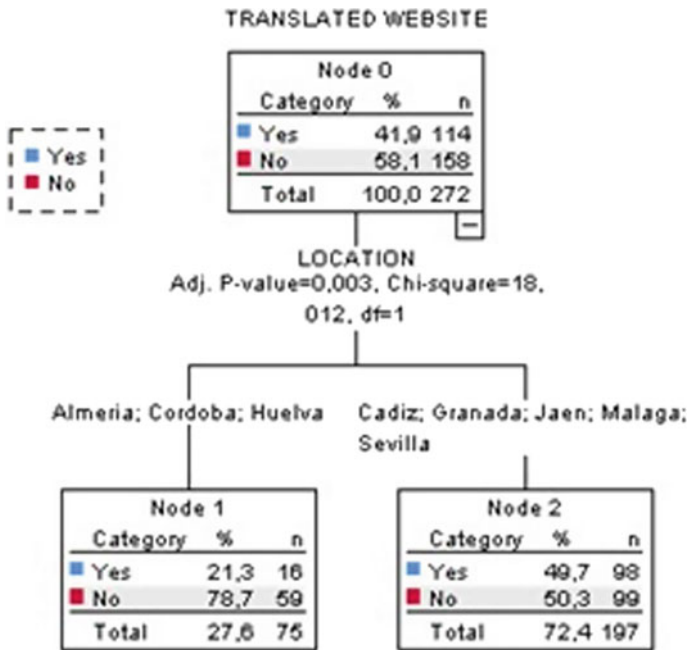 TRANSLATED WEBSITE
Node 0
Category % n
Yes 41,9 114
No 58,1 158
Total 100,0 272
Yes
No
LOCATION
Adj. P-value=0,003, Chi-square=18,
012, df=1
Almeria; Cordoba; Huelva
Cadiz; Granada; Jaen; Malaga;
Sevilla
Node 1
Category % n
Yes 21,3 16
No 78,7 59
Total 27,6 75
Node 2
Category % n
Yes 49,7 98
No 50,3 99
Total 72,4 197